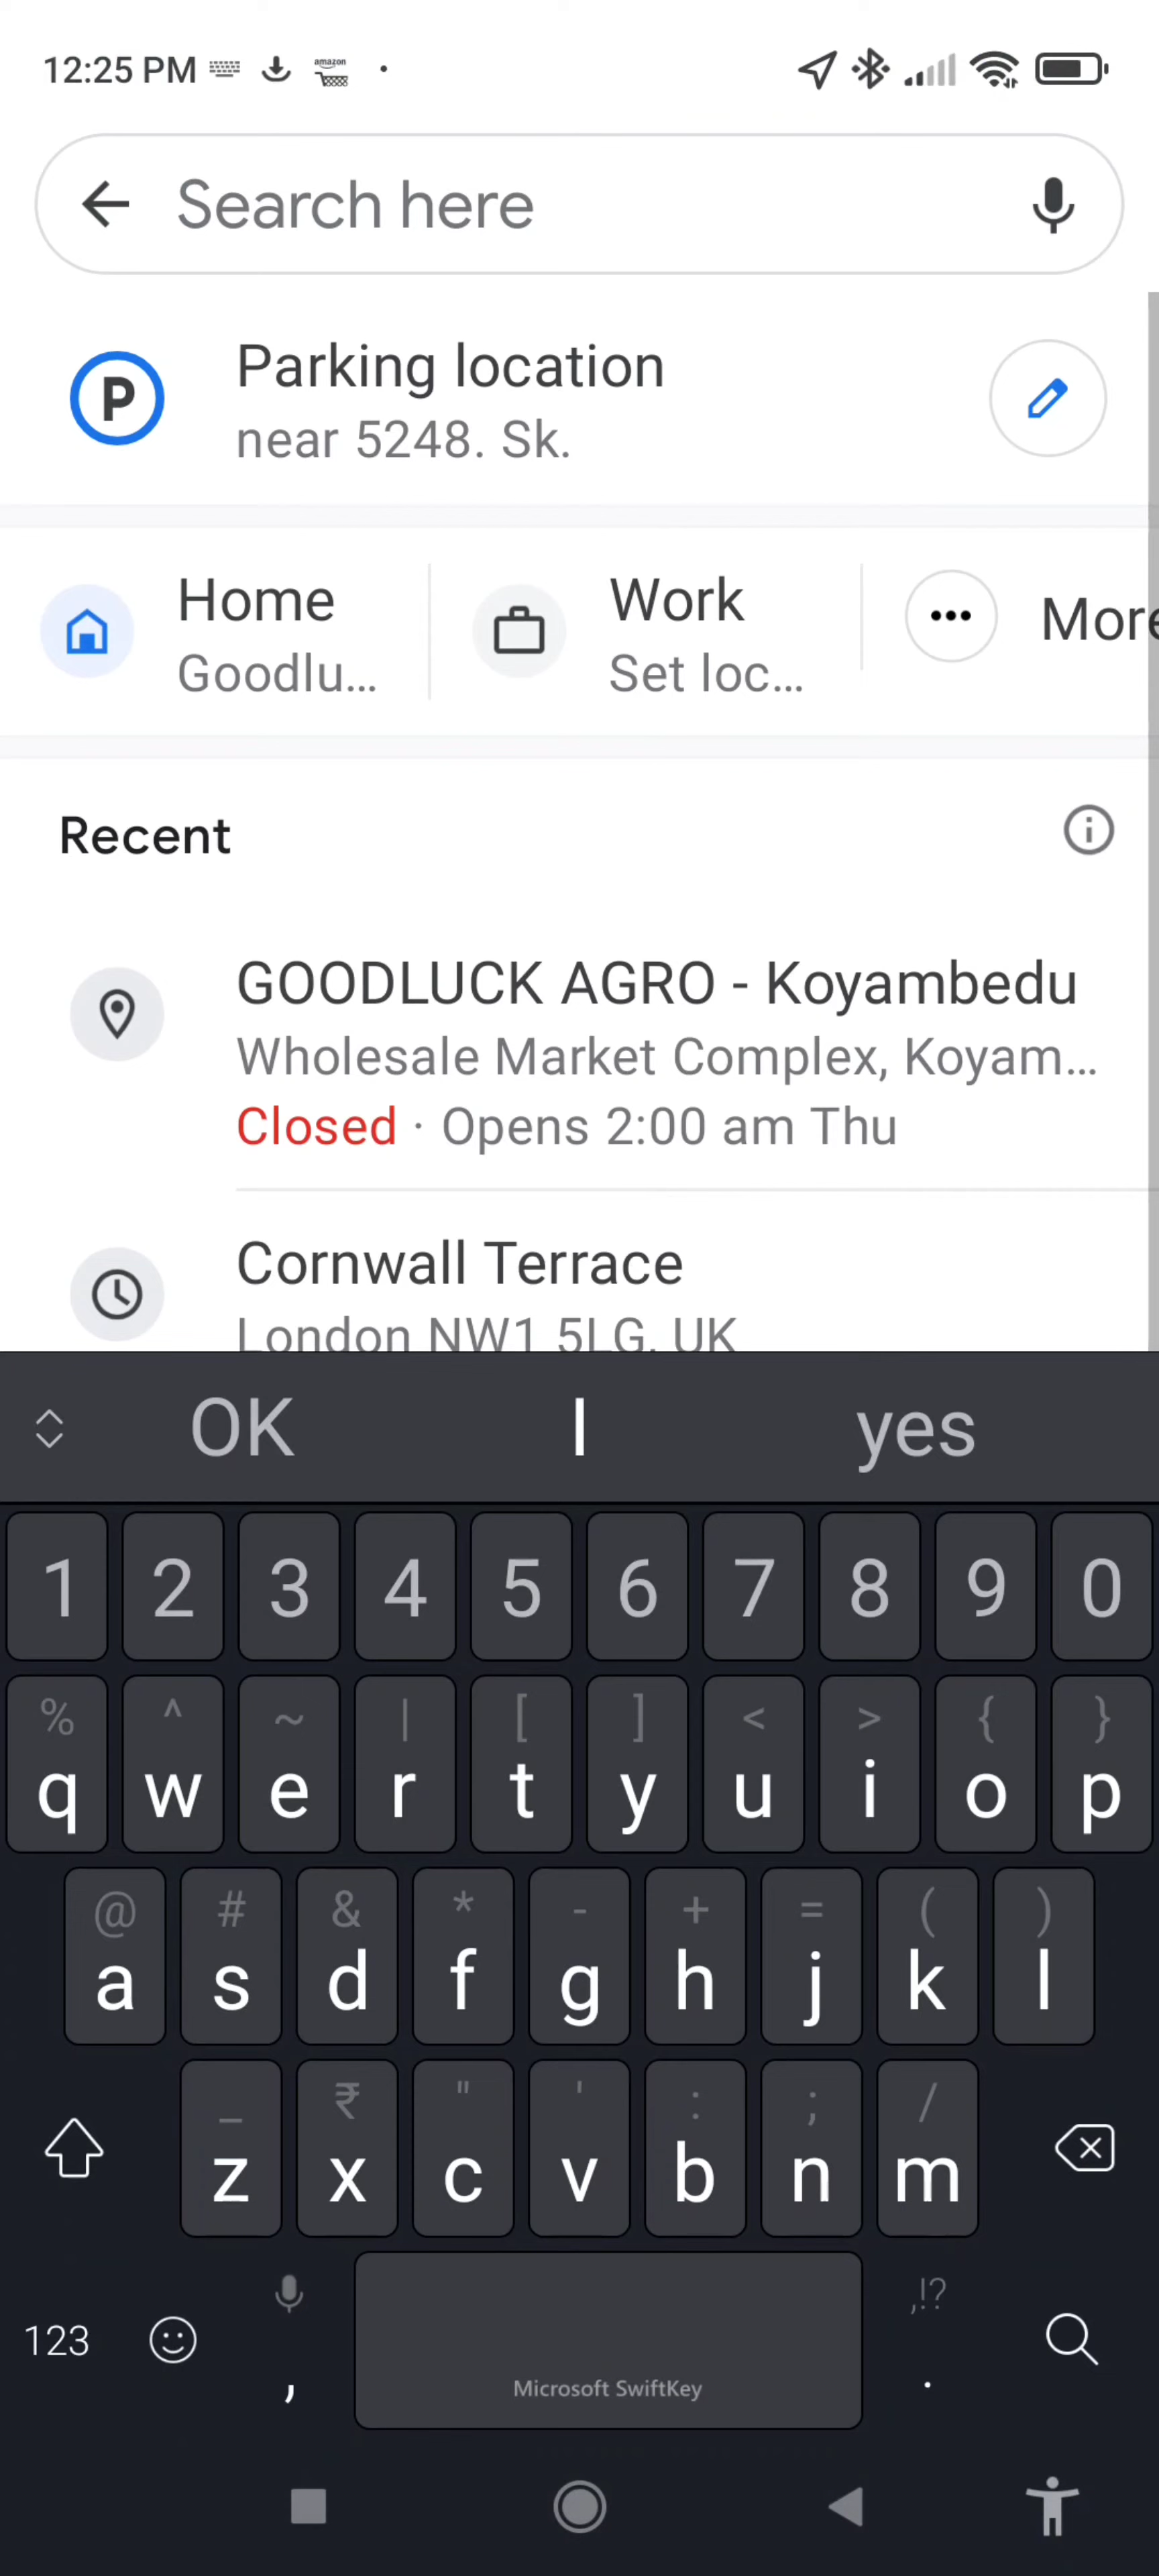 12:25 PM
amazon
Search here
P
Parking location
near 5248. Sk.
Home
Goodlu...
Work
Set loc...
More
Recent
GOODLUCK AGRO - Koyambedu
Wholesale Market Complex, Koyam...
Closed · Opens 2:00 am Thu
Cornwall Terrace
London NW1 5LG, UK
OK I yes
1 2 3 4 5 6 7 8 9 0
% ^ ~ | [ ] < > { }
q w e r t y u i o p
@ # & * - + = ( )
a s d f g h j k l
_ ₹ " ' : ; /
z x c v b n m
,!?
123 , .
Microsoft SwiftKey